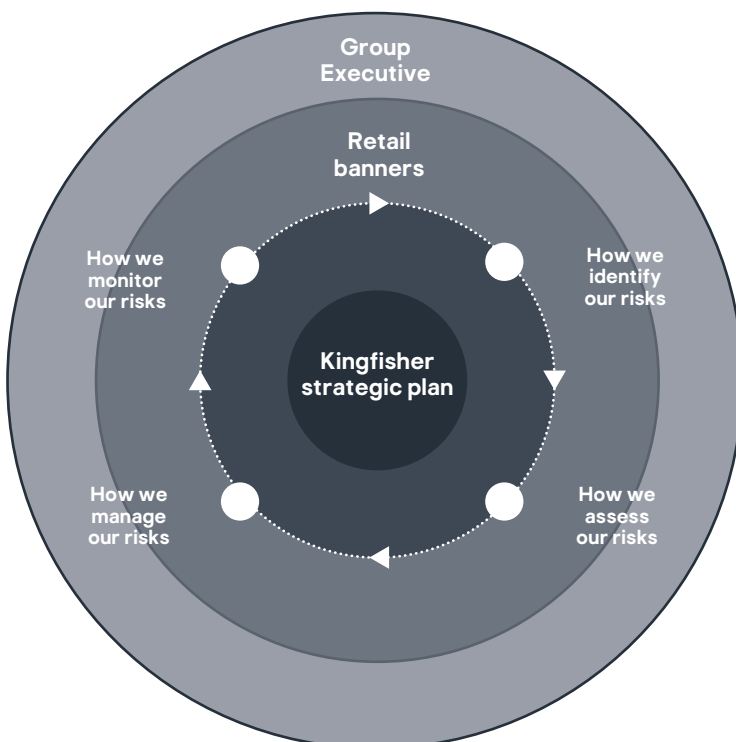 Group
Executive
Retail
banners
How we
monitor
our risks
How we
identify
our risks
Kingfisher
strategic plan
How we
manage
our risks
How we
assess
our risks